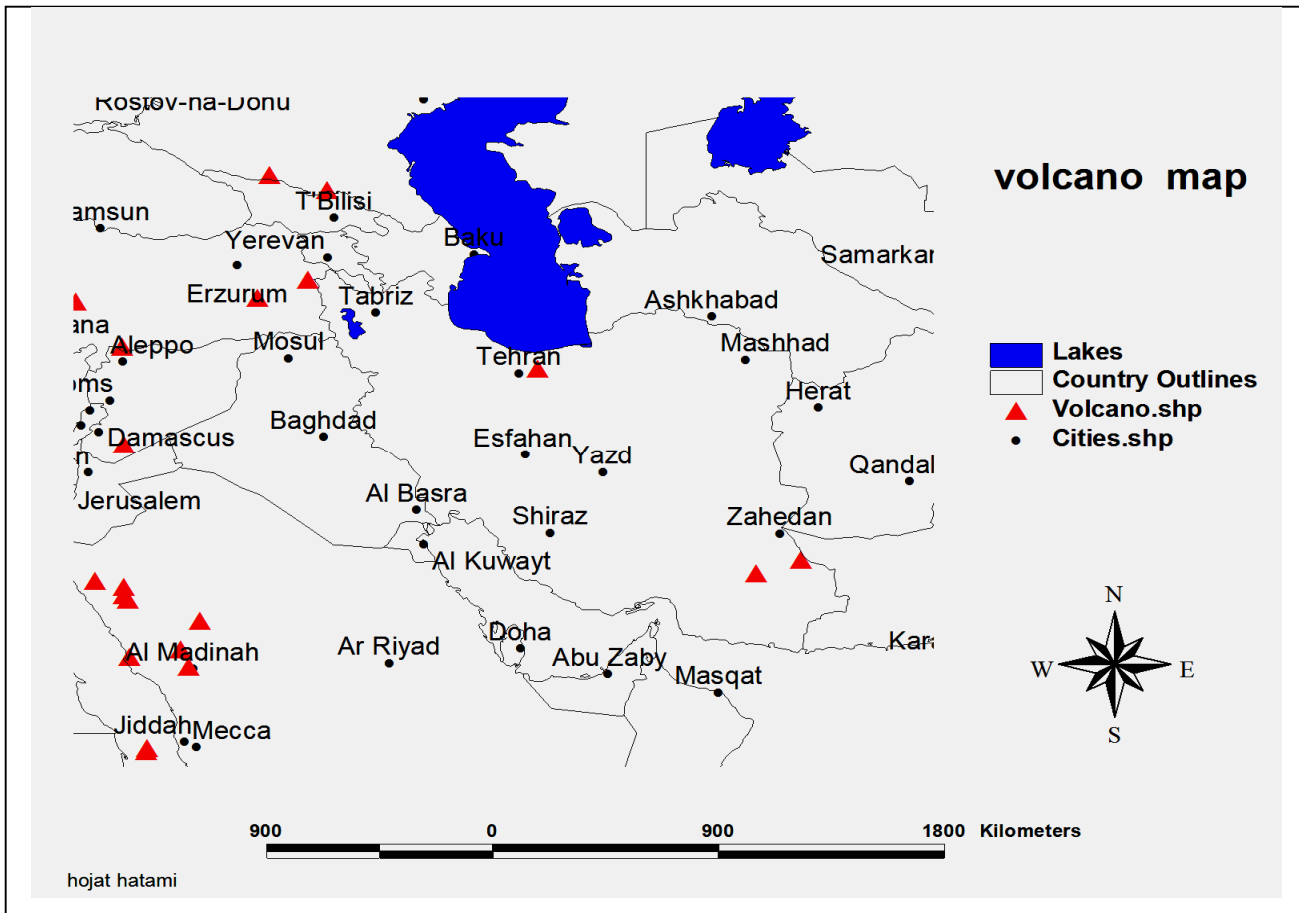 Rostov-na-Donu
volcano map
T'Bilisi
amsun
Yerevan
Baku
Samarkar
Erzurum
Tabriz
Ashkhabad
ana
Aleppo
Mosul
Tehran
Mashhad
Lakes
Country Outlines
Herat
oms
Volcano.shp
Damascus
Baghdad
Esfahan
Cities.shp
Yazd
Qandal
Jerusalem
Al Basra
Shiraz
Zahedan
Al Kuwayt
N
Al Madinah
Ar Riyad
Doha
Abu Zaby
Kar
W
E
Masqat
Jiddah
Mecca
S
900 0 900 1800 Kilometers
hojat hatami